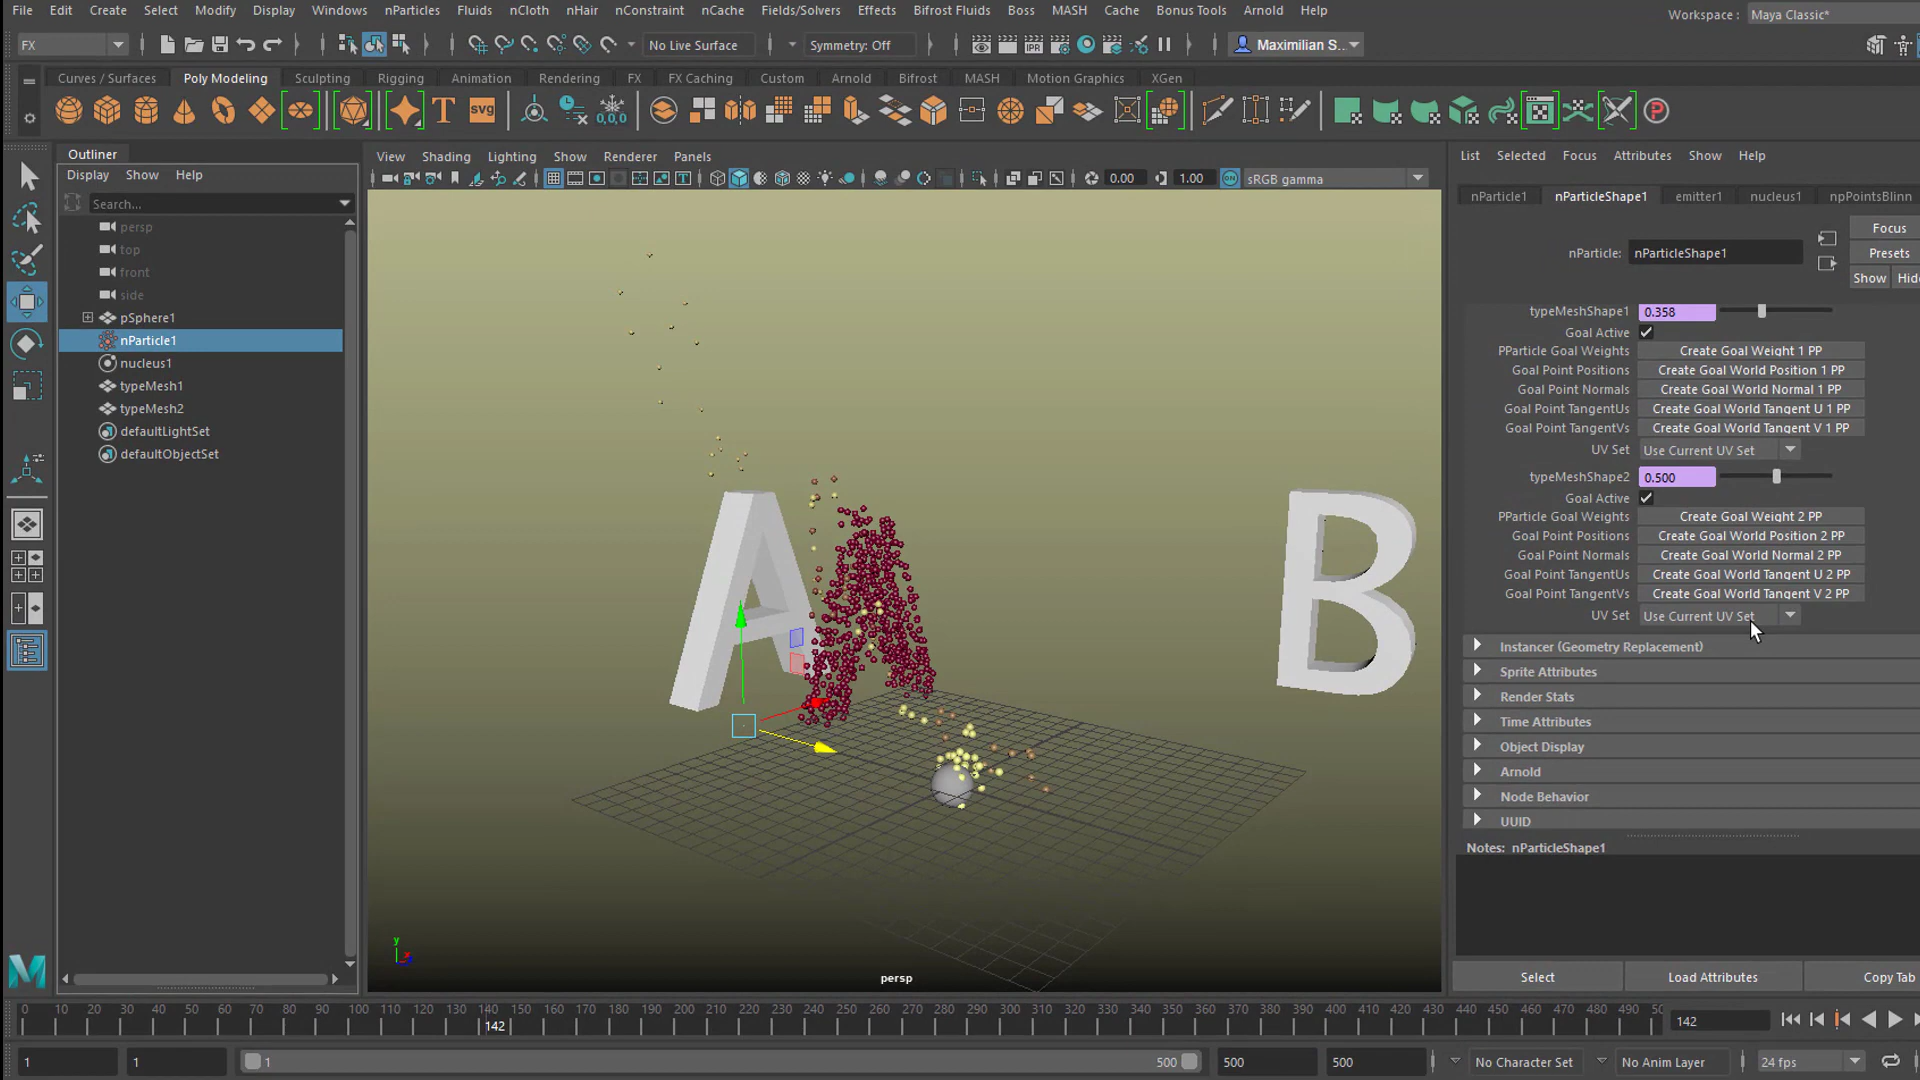 File Edit Create Select Modify Display Windows nParticles Fluids nCloth nHair nConstraint nCache Fields/Solvers Effects Bifrost Fluids Boss MASH Cache Bonus Tools Arnold Help Workspace : Maya Classic*
FX No Live Surface Symmetry: Off IPR Maximilian S...
Curves / Surfaces Poly Modeling Sculpting Rigging Animation Rendering FX FX Caching Custom Arnold Bifrost MASH Motion Graphics XGen
T svg 0,0,0 P
Outliner
Display Show Help
Search...
persp
top
front
side
pSphere1
nParticle1
nucleus1
typeMesh1
typeMesh2
defaultLightSet
defaultObjectSet
View Shading Lighting Show Renderer Panels
0.00 1.00 ON sRGB gamma
A B
y
x
persp
List Selected Focus Attributes Show Help
nParticle1 nParticleShape1 emitter1 nucleus1 npPointsBlinn
Focus
nParticle: nParticleShape1 Presets
Show Hide
typeMeshShape1 0.358
Goal Active
PParticle Goal Weights Create Goal Weight 1 PP
Goal Point Positions Create Goal World Position 1 PP
Goal Point Normals Create Goal World Normal 1 PP
Goal Point TangentUs Create Goal World Tangent U 1 PP
Goal Point TangentVs Create Goal World Tangent V 1 PP
UV Set Use Current UV Set
typeMeshShape2 0.500
Goal Active
PParticle Goal Weights Create Goal Weight 2 PP
Goal Point Positions Create Goal World Position 2 PP
Goal Point Normals Create Goal World Normal 2 PP
Goal Point TangentUs Create Goal World Tangent U 2 PP
Goal Point TangentVs Create Goal World Tangent V 2 PP
UV Set Use Current UV Set
Instancer (Geometry Replacement)
Sprite Attributes
Render Stats
Time Attributes
Object Display
Arnold
Node Behavior
UUID
Notes: nParticleShape1
Select Load Attributes Copy Tab
M
0 10 20 30 40 50 60 70 80 90 100 110 120 130 140 150 160 170 180 190 200 210 220 230 240 250 260 270 280 290 300 310 320 330 340 350 360 370 380 390 400 410 420 430 440 450 460 470 480 490 50
142 142
1 1 1 500 500 500 No Character Set No Anim Layer 24 fps